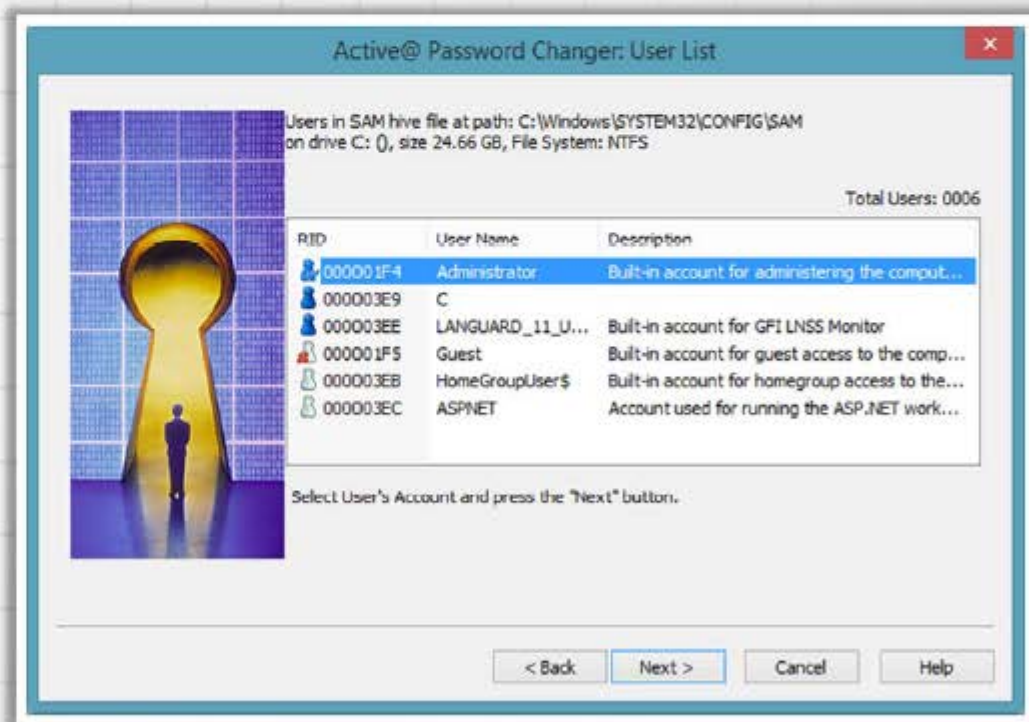 Active@ Password Changer: User List
Users in SAM hive file at path: C:\Windows\SYSTEM32\CONFIG\SAM
on drive C: (), size 24.66 GB, File System: NTFS
Total Users: 0006
RID User Name Description
000001F4 Administrator Built-in account for administering the comput...
000003E9 C
000003EE LANGUARD_11_U... Built-in account for GFI LNSS Monitor
000001F5 Guest Built-in account for guest access to the comp...
000003EB HomeGroupUser$ Built-in account for homegroup access to the...
000003EC ASPNET Account used for running the ASP.NET work...
Select User's Account and press the "Next" button.
< Back Next > Cancel Help